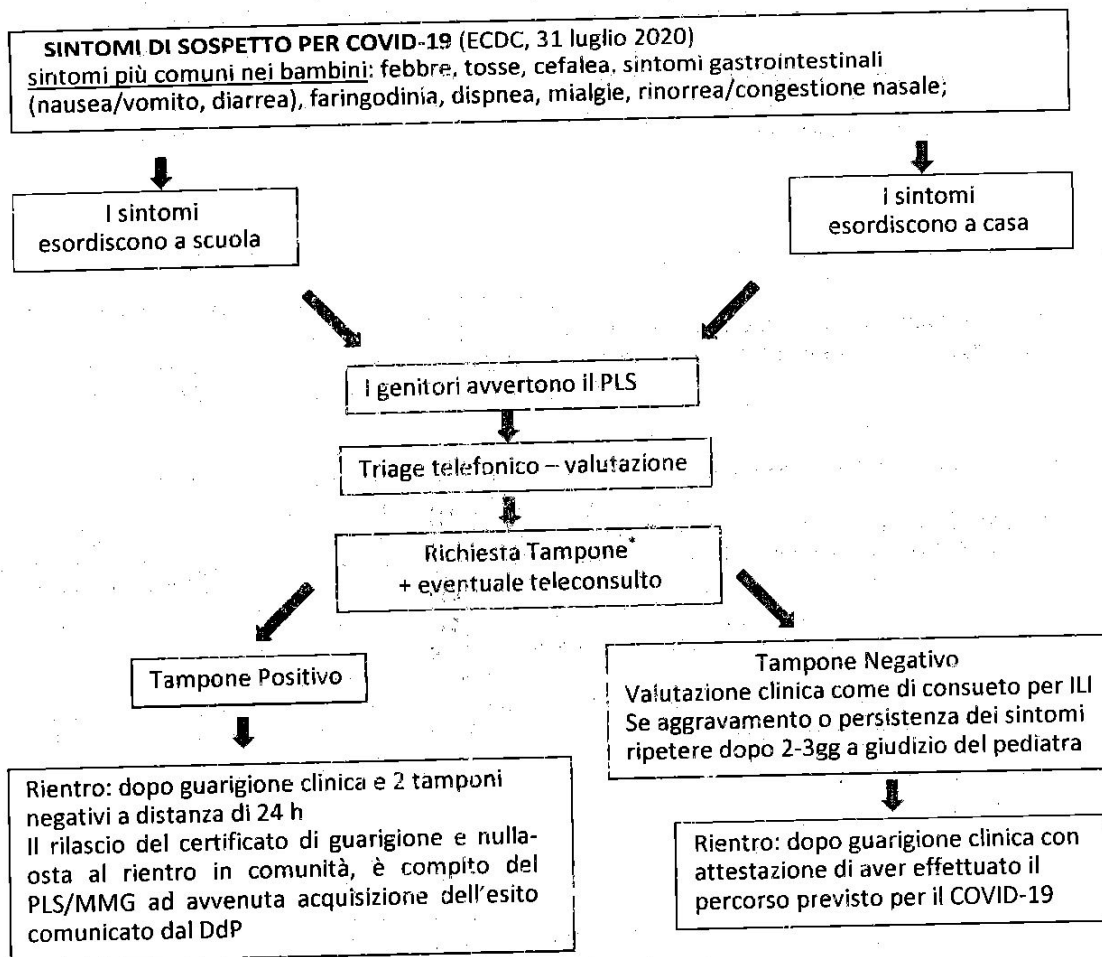 SINTOMI DI SOSPETTO PER COVID-19 (ECDC, 31 luglio 2020)
sintomi più comuni nei bambini: febbre, tosse, cefalea, sintomi gastrointestinali
(nausea/vomito, diarrea), faringodinia, dispnea, mialgie, rinorrea/congestione nasale;
I sintomi
esordiscono a scuola
I sintomi
esordiscono a casa
I genitori avvertono il PLS
Triage telefonico – valutazione
Richiesta Tampone*
+ eventuale teleconsulto
Tampone Positivo
Tampone Negativo
Valutazione clinica come di consueto per ILI
Se aggravamento o persistenza dei sintomi
ripetere dopo 2-3gg a giudizio del pediatra
Rientro: dopo guarigione clinica e 2 tamponi
negativi a distanza di 24 h
Il rilascio del certificato di guarigione e nulla-
osta al rientro in comunità, è compito del
PLS/MMG ad avvenuta acquisizione dell'esito
comunicato dal DdP
Rientro: dopo guarigione clinica con
attestazione di aver effettuato il
percorso previsto per il COVID-19